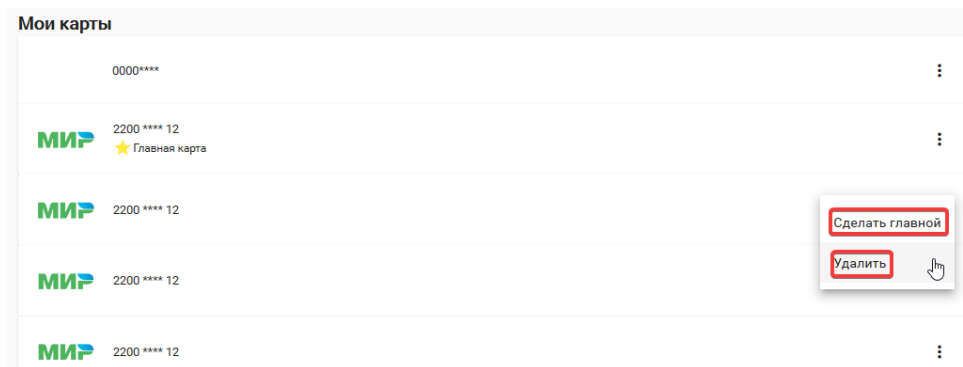 Мои карты
0000****
МИР
2200 **** 12
Главная карта
МИР
2200 **** 12
Сделать главной
Удалить
МИР
2200 **** 12
МИР
2200 **** 12